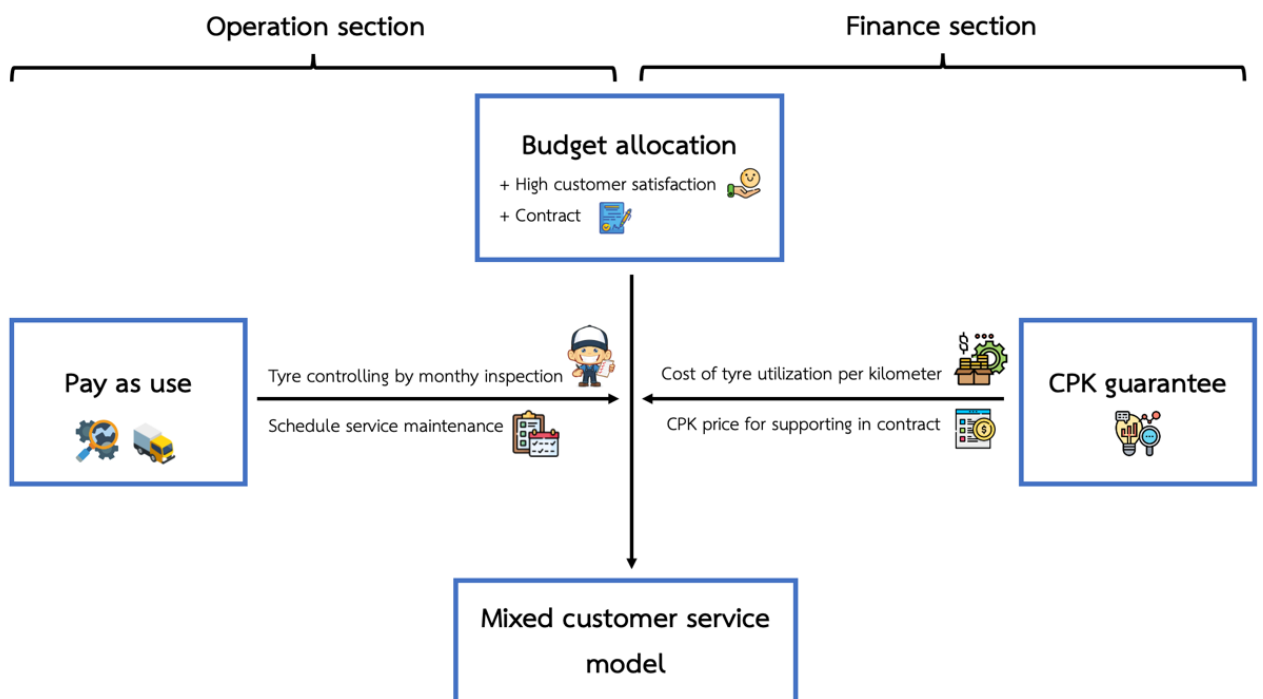 Operation section
Finance section
Budget allocation
+ High customer satisfaction
+ Contract
Pay as use
Tyre controlling by monthy inspection
Schedule service maintenance
Cost of tyre utilization per kilometer
CPK price for supporting in contract
CPK guarantee
Mixed customer service
model